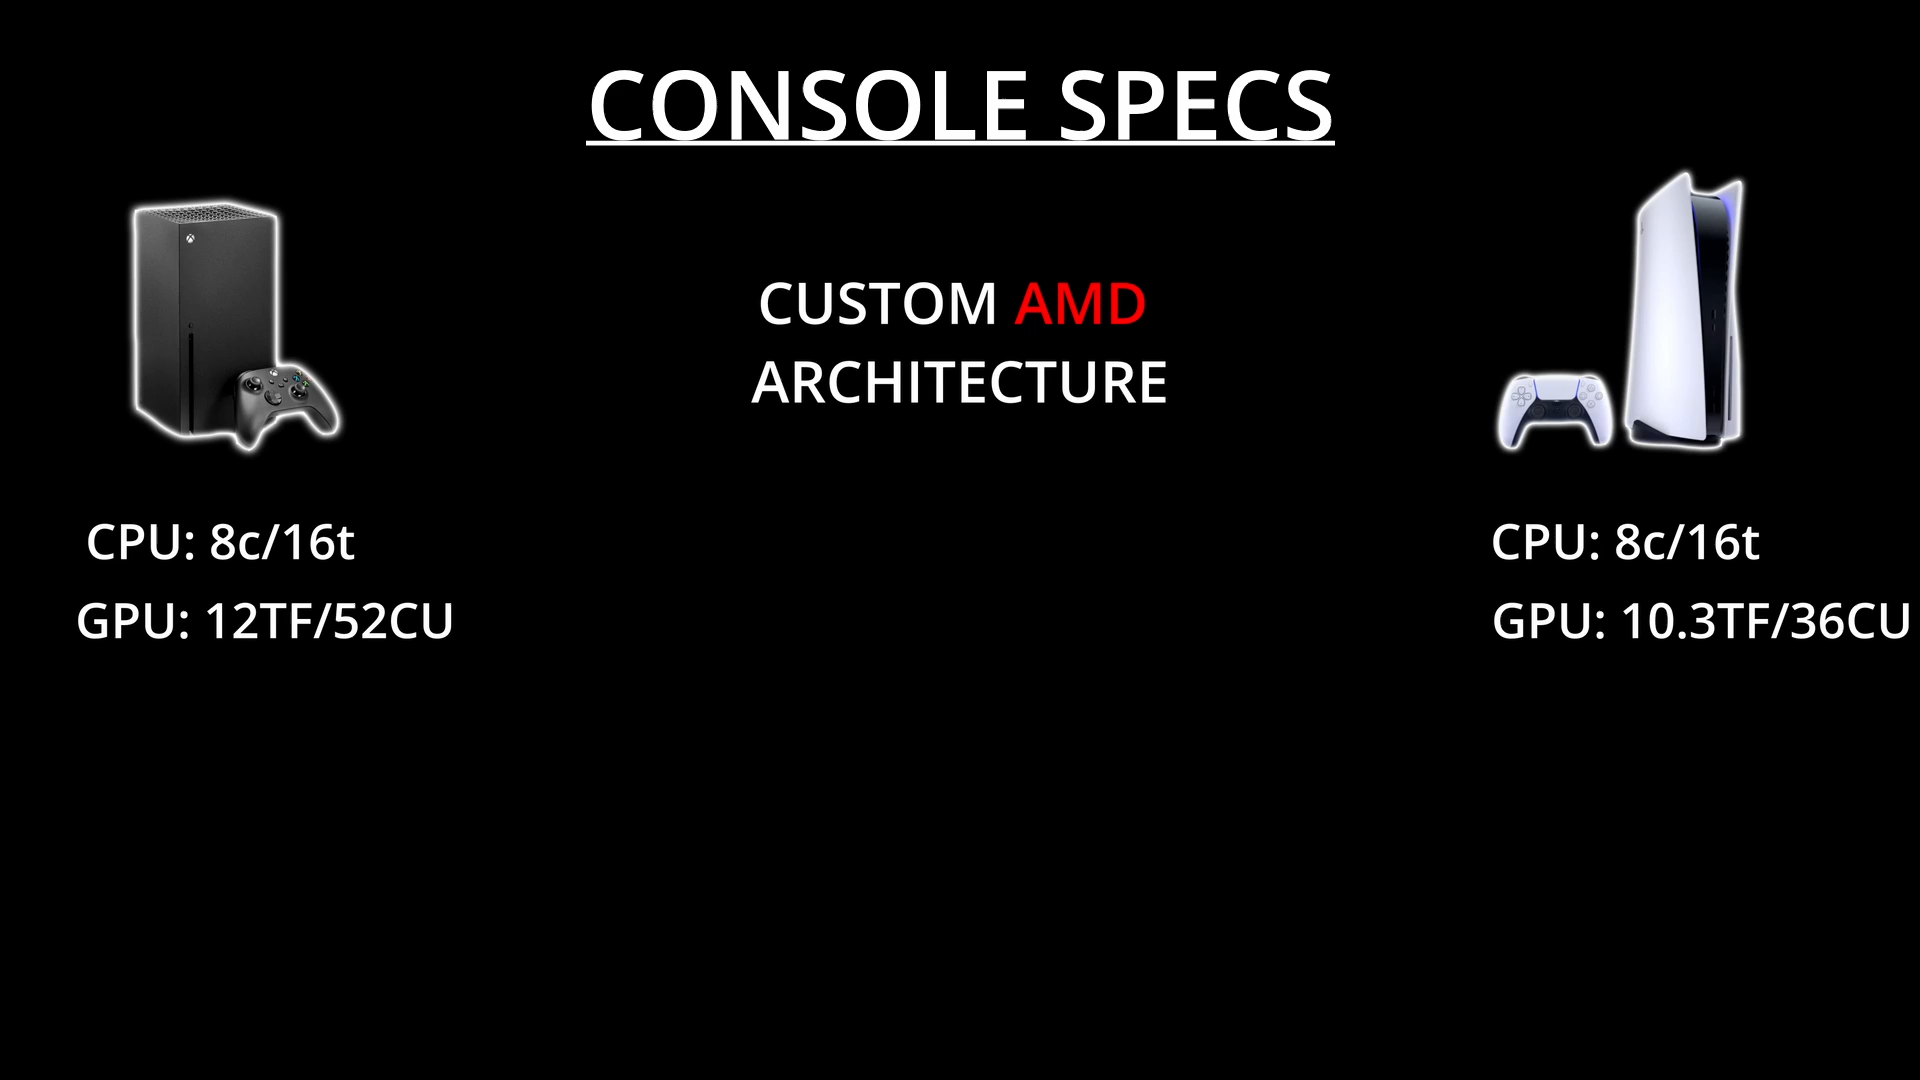 CONSOLE SPECS
CUSTOM AMD
ARCHITECTURE
CPU: 8c/16t
GPU: 12TF/52CU
CPU: 8c/16t
GPU: 10.3TF/36CU